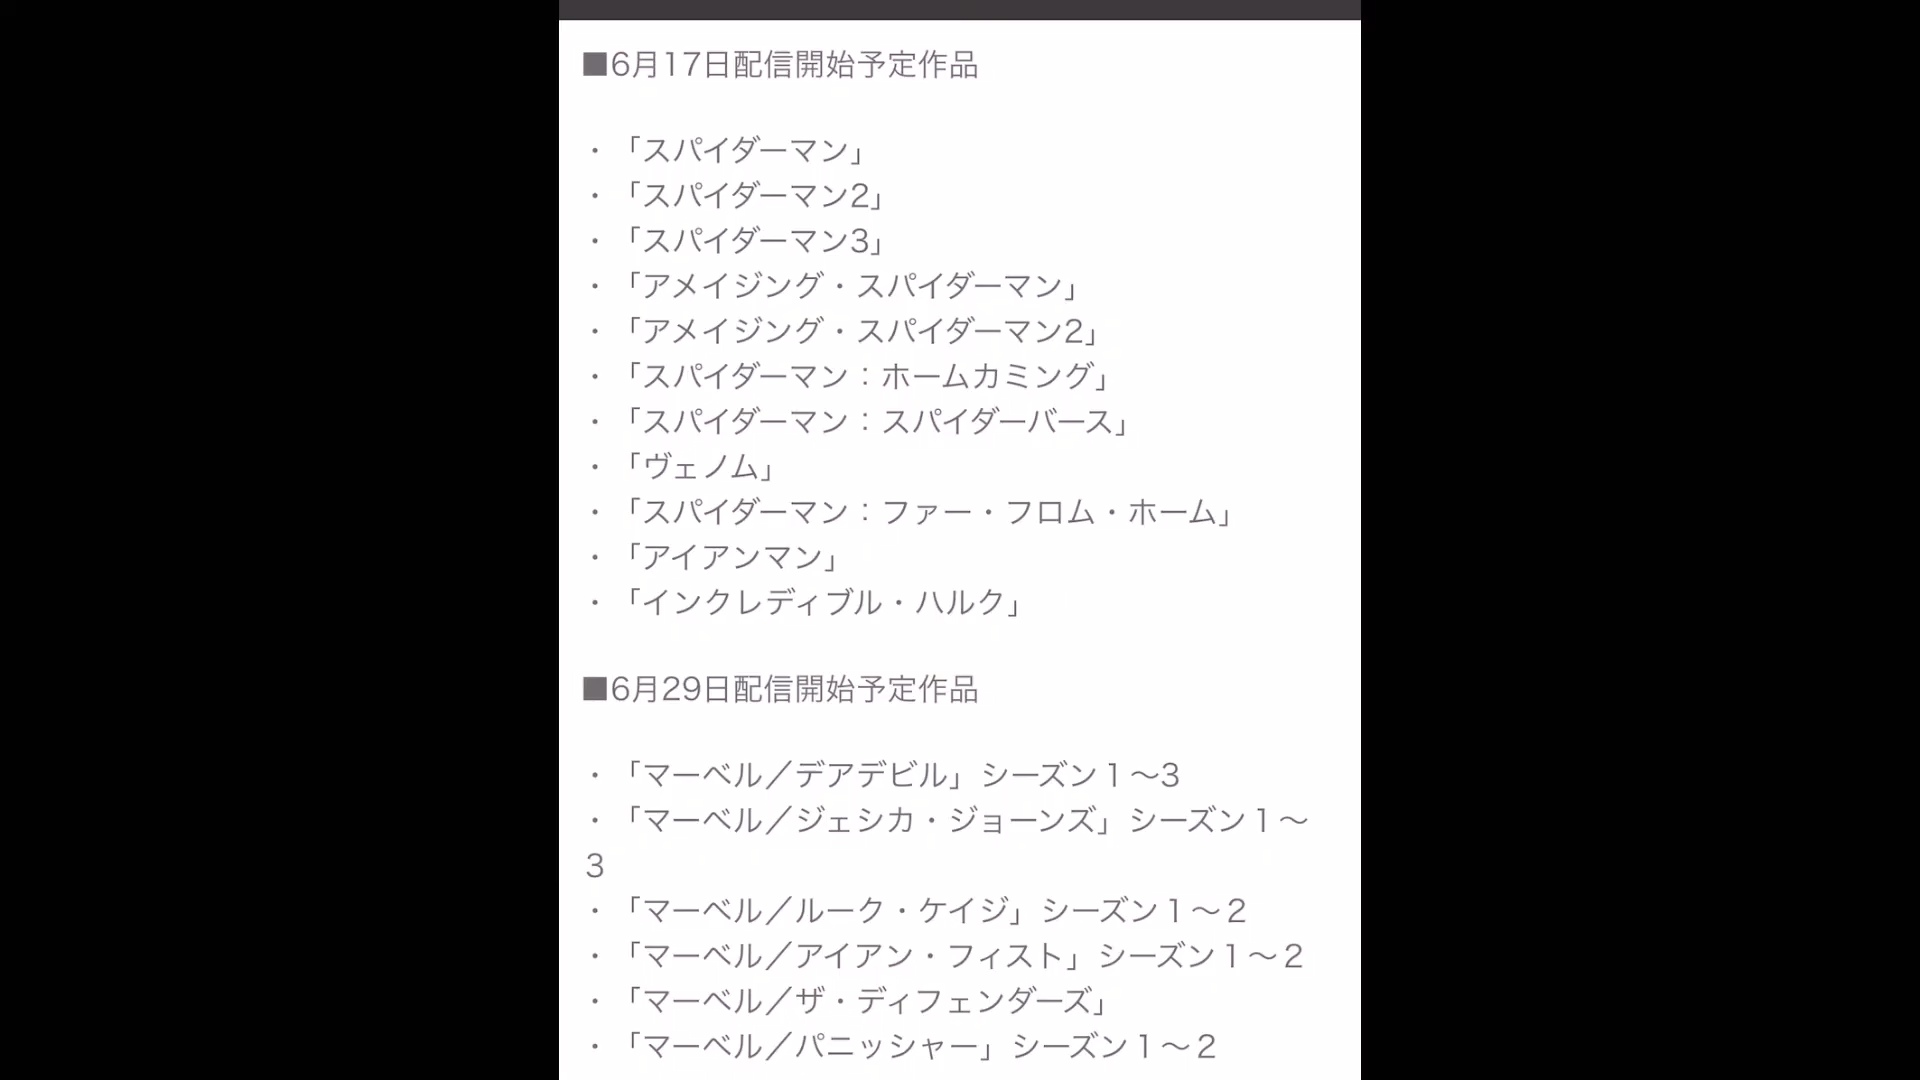 ■6月17日配信開始予定作品
・「スパイダーマン」
・「スパイダーマン2」
・「スパイダーマン3」
・「アメイジング・スパイダーマン」
・「アメイジング・スパイダーマン2」
・「スパイダーマン：ホームカミング」
・「スパイダーマン：スパイダーバース」
・「ヴェノム」
・「スパイダーマン：ファー・フロム・ホーム」
・「アイアンマン」
・「インクレディブル・ハルク」
■6月29日配信開始予定作品
・「マーベル／デアデビル」シーズン１〜3
・「マーベル／ジェシカ・ジョーンズ」シーズン１〜
3
・「マーベル／ルーク・ケイジ」シーズン１〜２
・「マーベル／アイアン・フィスト」シーズン１〜２
・「マーベル／ザ・ディフェンダーズ」
・「マーベル／パニッシャー」シーズン１〜２